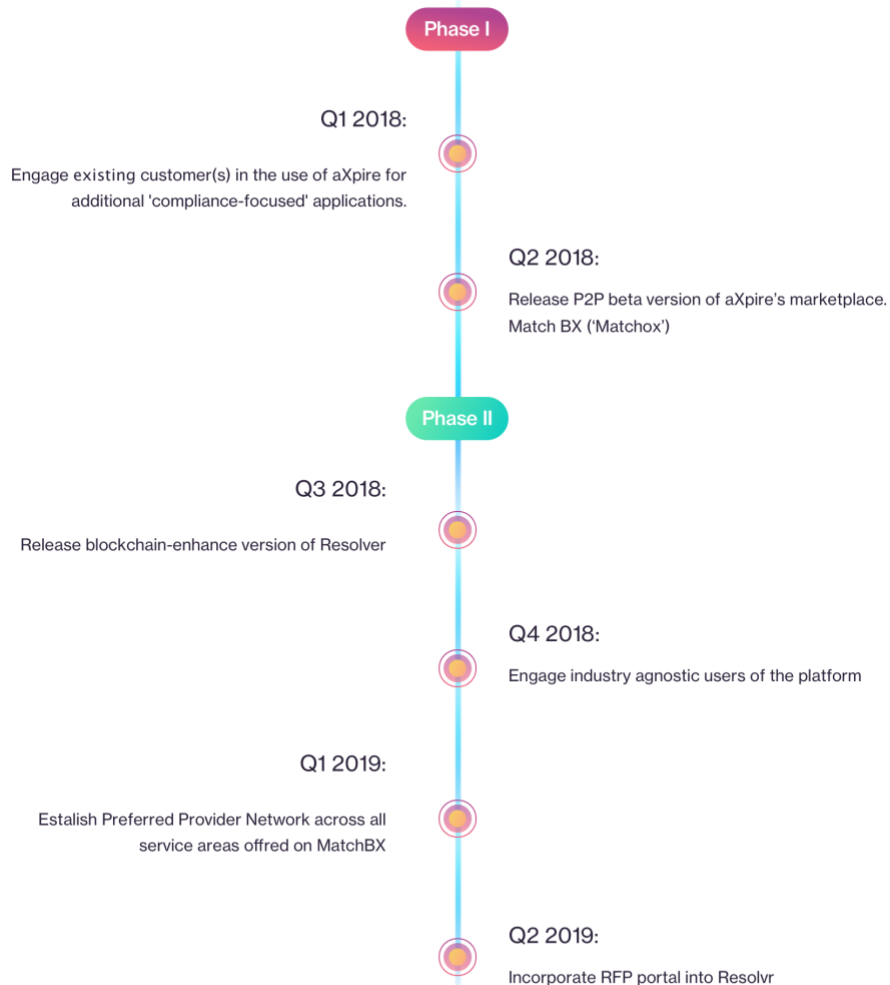 Phase I
Q1 2018:
Engage existing customer(s) in the use of aXpire for
additional 'compliance-focused' applications.
Q2 2018:
Release P2P beta version of aXpire’s marketplace.
Match BX (‘Matchox’)
Phase II
Q3 2018:
Release blockchain-enhance version of Resolver
Q4 2018:
Engage industry agnostic users of the platform
Q1 2019:
Estalish Preferred Provider Network across all
service areas offred on MatchBX
Q2 2019:
Incorporate RFP portal into Resolvr